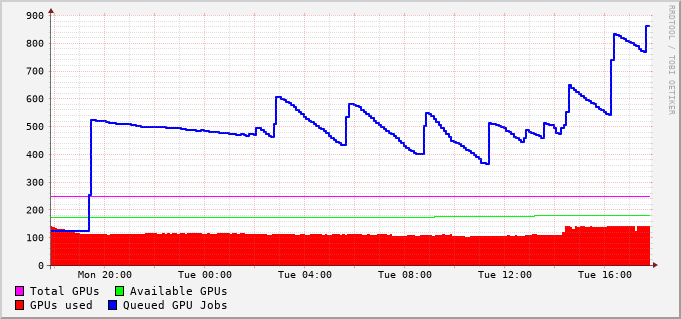 RRDTOOL / TOBI OETIKER
900
800
700
600
500
400
300
200
100
0
Mon 20:00 Tue 00:00 Tue 04:00 Tue 08:00 Tue 12:00 Tue 16:00
Total GPUs Available GPUs
GPUs used Queued GPU Jobs